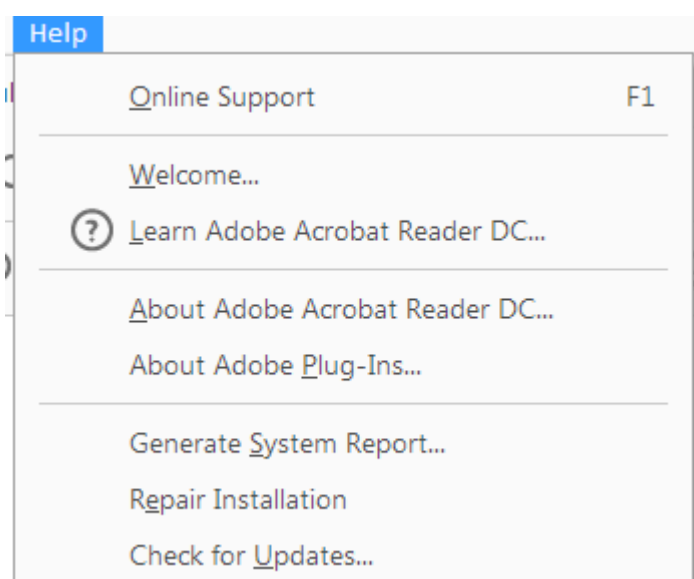 Help
Online Support F1
Welcome...
Learn Adobe Acrobat Reader DC...
About Adobe Acrobat Reader DC...
About Adobe Plug-Ins...
Generate System Report...
Repair Installation
Check for Updates...